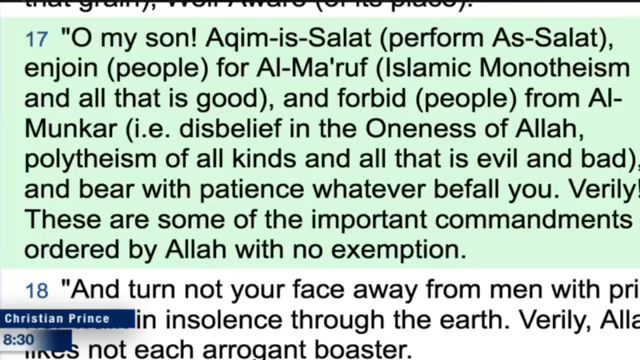 that grain), Well-Aware (of its place).
17 "O my son! Aqim-is-Salat (perform As-Salat),
enjoin (people) for Al-Ma'ruf (Islamic Monotheism
and all that is good), and forbid (people) from Al-
Munkar (i.e. disbelief in the Oneness of Allah,
polytheism of all kinds and all that is evil and bad),
and bear with patience whatever befall you. Verily!
These are some of the important commandments
ordered by Allah with no exemption.
18 "And turn not your face away from men with pri
Christian Prince
in insolence through the earth. Verily, Alla
8:30
likes not each arrogant boaster.